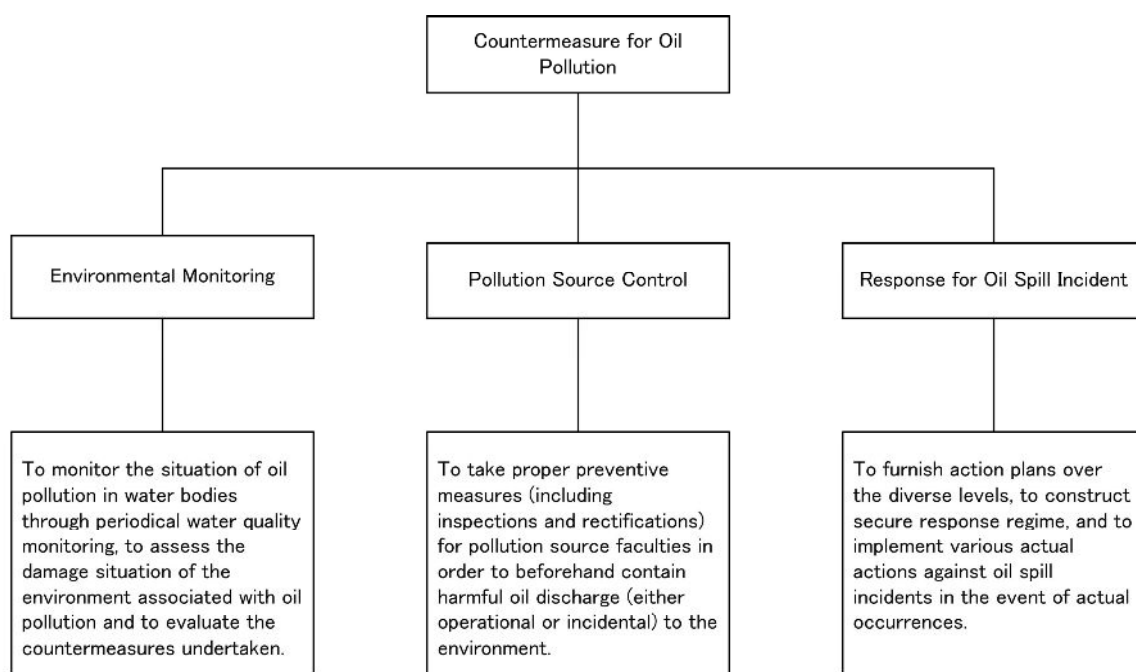 Countermeasure for Oil
Pollution
Environmental Monitoring
Pollution Source Control
Response for Oil Spill Incident
To monitor the situation of oil
pollution in water bodies
through periodical water quality
monitoring, to assess the
damage situation of the
environment associated with oil
pollution and to evaluate the
countermeasures undertaken.
To take proper preventive
measures (including
inspections and rectifications)
for pollution source faculties in
order to beforehand contain
harmful oil discharge (either
operational or incidental) to the
environment.
To furnish action plans over
the diverse levels, to construct
secure response regime, and to
implement various actual
actions against oil spill
incidents in the event of actual
occurrences.